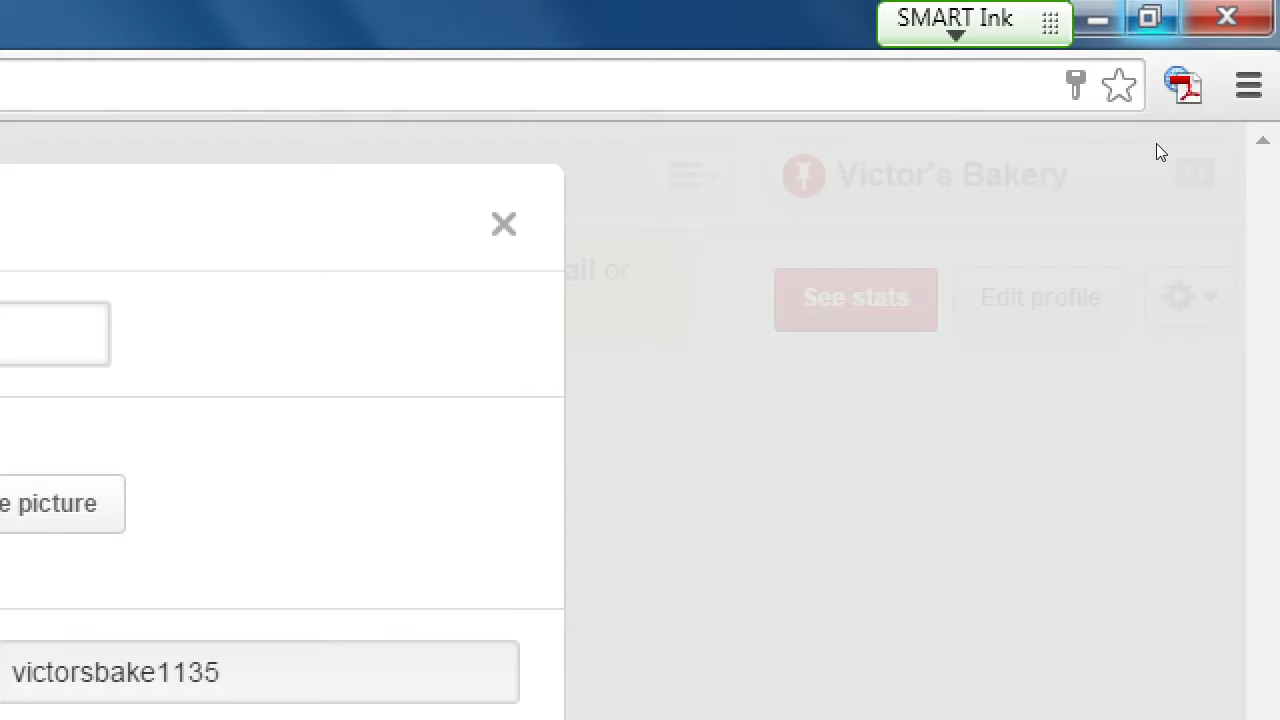 SMART Ink
Victor's Bakery
ail or
See stats
Edit profile
e picture
victorsbake1135